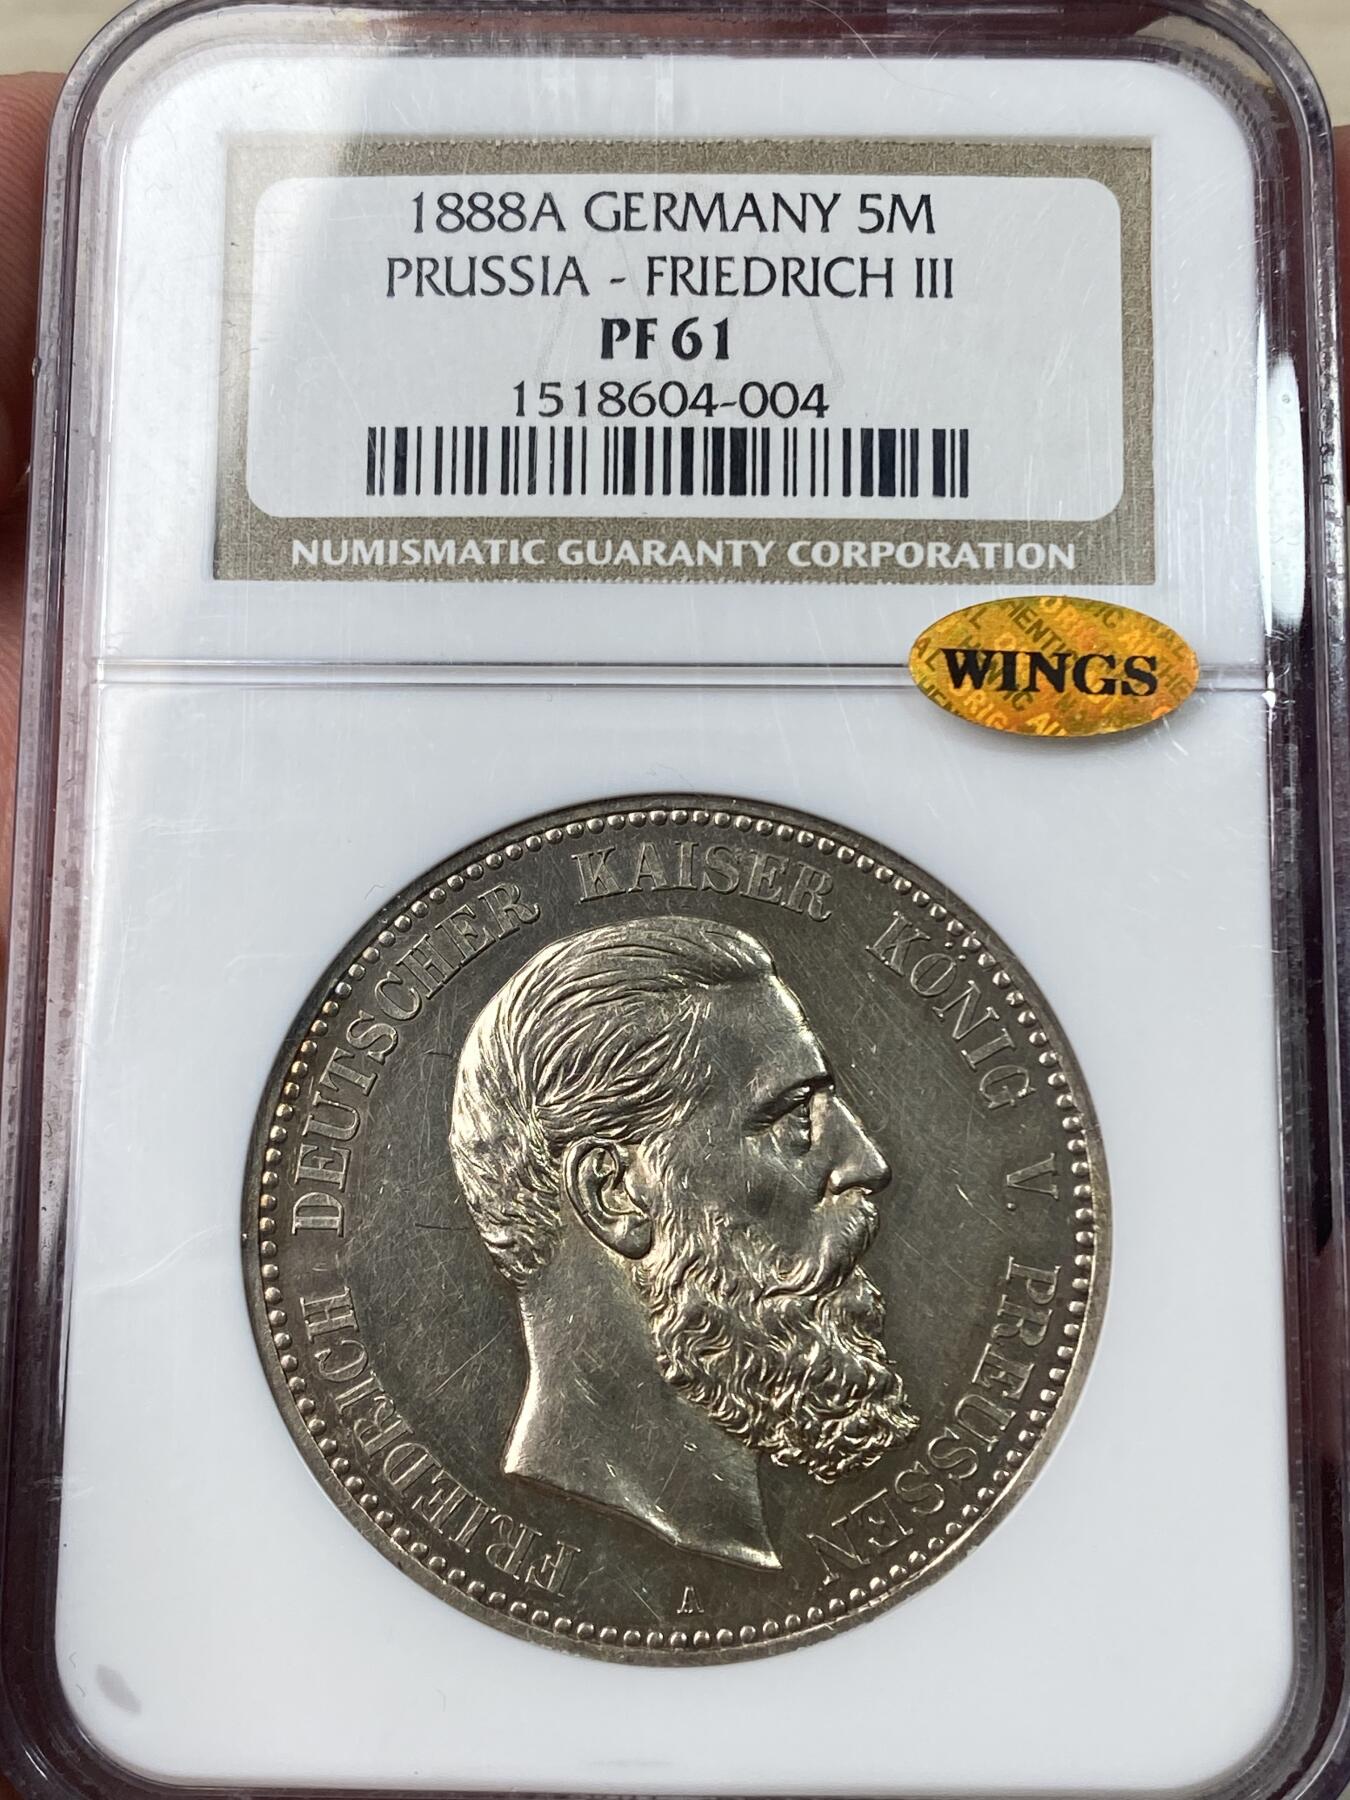 1888A GERMANY 5M
PRUSSIA - FRIEDRICH III
PF 61
1518604-004
NUMISMATIC GUARANTY CORPORATION
WINGS
FRIEDRICH DEUTSCHER KAISER KÖNIG V. PREUSSEN
A